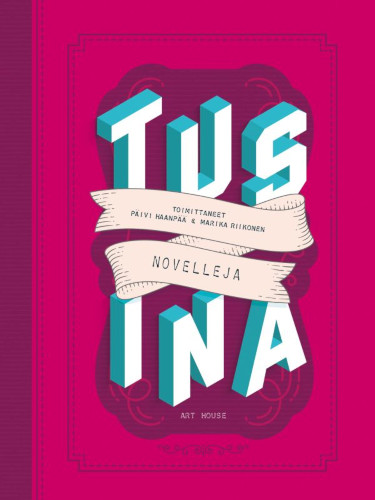 TUS
TOIMITTANEET
PÄIVI HAANPÄÄ & MARIKA RIIKONEN
NOVELLEJA
INA
ART HOUSE